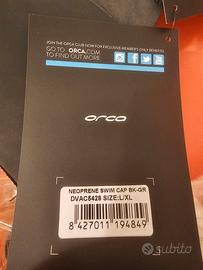 JOIN THE ORCA CLUB NOW FOR EXCLUSIVE MEMBER'S ONLY BENEFITS
GO TO ORCA.COM
TO FIND OUT MORE
orca
NEOPRENE SWIM CAP BK-GR
DVAC5428 SIZE:L/XL
8 427011 194849
subito